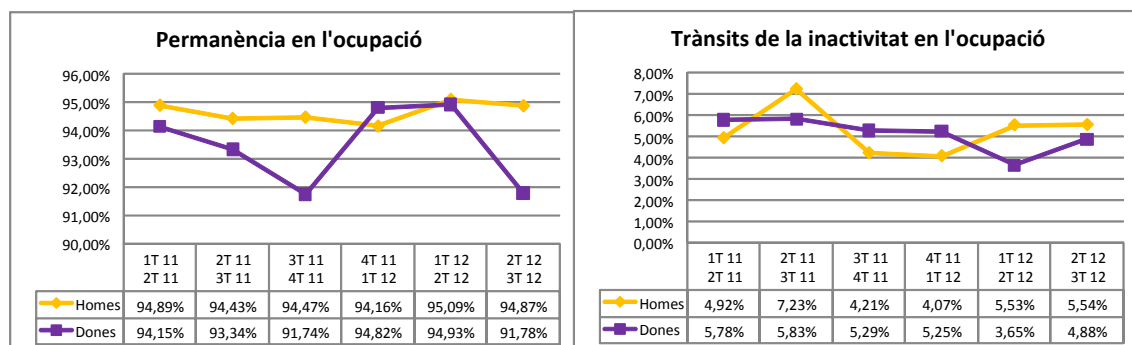 Permanència en l'ocupació
96,00%
95,00%
94,00%
93,00%
92,00%
91,00%
90,00%
1T 11 2T 11 3T 11 4T 11 1T 12 2T 12
2T 11 3T 11 4T 11 1T 12 2T 12 3T 12
Homes 94,89% 94,43% 94,47% 94,16% 95,09% 94,87%
Dones 94,15% 93,34% 91,74% 94,82% 94,93% 91,78%
Trànsits de la inactivitat en l'ocupació
8,00%
7,00%
6,00%
5,00%
4,00%
3,00%
2,00%
1,00%
0,00%
1T 11 2T 11 3T 11 4T 11 1T 12 2T 12
2T 11 3T 11 4T 11 1T 12 2T 12 3T 12
Homes 4,92% 7,23% 4,21% 4,07% 5,53% 5,54%
Dones 5,78% 5,83% 5,29% 5,25% 3,65% 4,88%